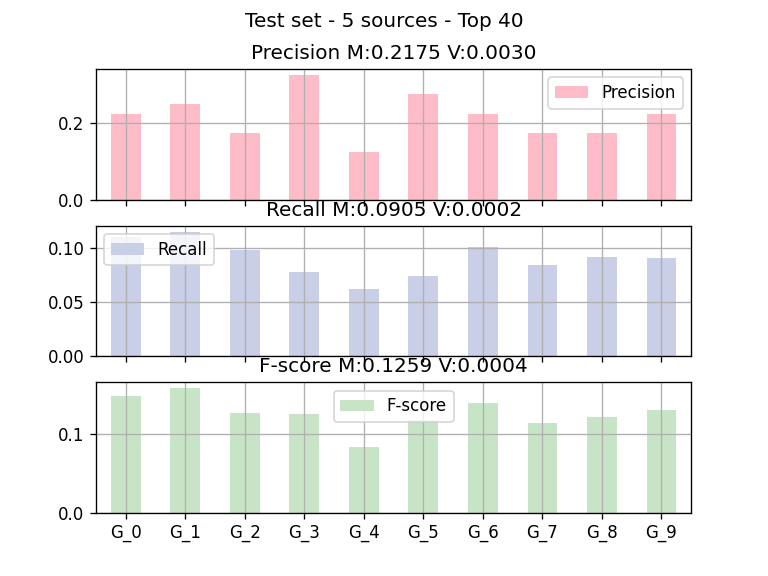 Test set - 5 sources - Top 40
Precision M:0.2175 V:0.0030
Precision
0.2
0.0
Recall M:0.0905 V:0.0002
Recall
0.10
0.05
0.00
F-score M:0.1259 V:0.0004
F-score
0.1
0.0
G_0 G_1 G_2 G_3 G_4 G_5 G_6 G_7 G_8 G_9